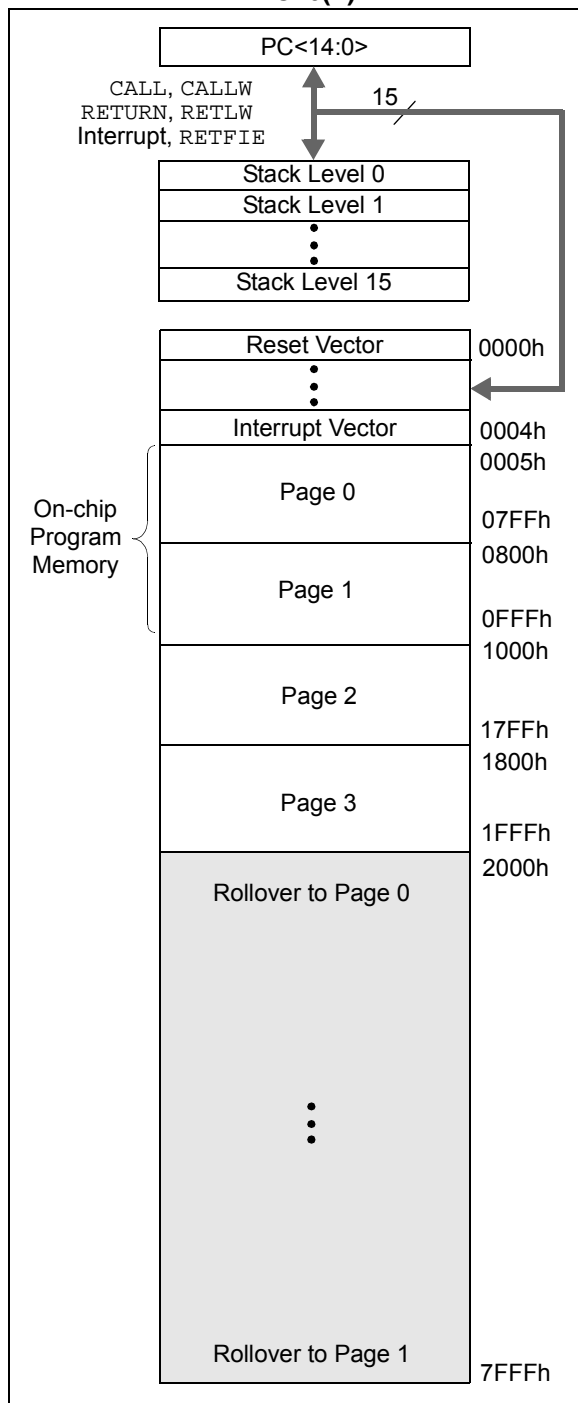 PC<14:0>
CALL, CALLW
RETURN, RETLW
Interrupt, RETFIE
15
Stack Level 0
Stack Level 1
Stack Level 15
Reset Vector
0000h
Interrupt Vector
0004h
0005h
On-chip
Program
Memory
Page 0
07FFh
0800h
Page 1
0FFFh
1000h
Page 2
17FFh
1800h
Page 3
1FFFh
2000h
Rollover to Page 0
Rollover to Page 1
7FFFh